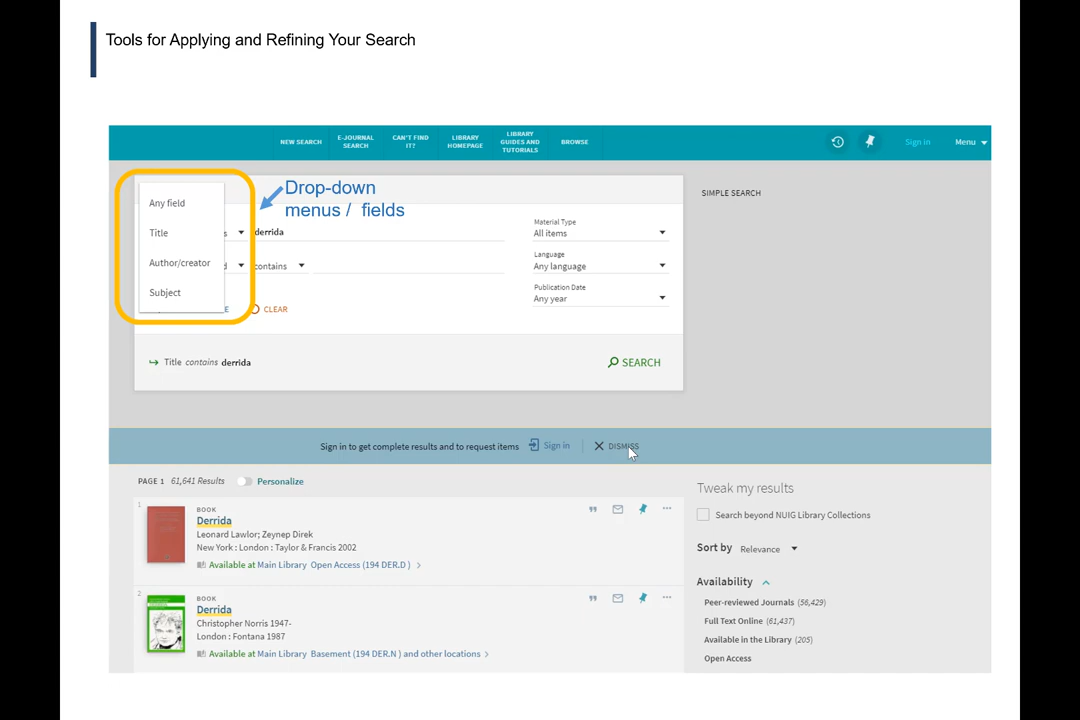 Tools for Applying and Refining Your Search
NEW SEARCH
E-JOURNAL
SEARCH
CAN'T FIND
IT?
LIBRARY
HOMEPAGE
LIBRARY
GUIDES AND
TUTORIALS
BROWSE
Sign in
Menu
Any field
Title
Author/creator
Subject
Drop-down
menus / fields
derrida
contains
CLEAR
Material Type
All items
Language
Any language
Publication Date
Any year
SIMPLE SEARCH
Title contains derrida
SEARCH
Sign in to get complete results and to request items
Sign in
DISMISS
PAGE 1 61,641 Results
Personalize
1
BOOK
Derrida
Leonard Lawlor; Zeynep Direk
New York : London : Taylor & Francis 2002
Available at Main Library Open Access (194 DER.D )
2
BOOK
Derrida
Christopher Norris 1947-
London : Fontana 1987
Available at Main Library Basement (194 DER.N ) and other locations
Tweak my results
Search beyond NUIG Library Collections
Sort by Relevance
Availability
Peer-reviewed Journals (56,429)
Full Text Online (61,437)
Available in the Library (205)
Open Access